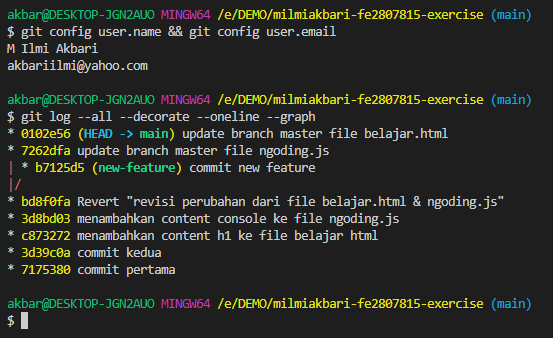 akbar@DESKTOP-JGN2AUO MINGW64 /e/DEMO/milmiakbari-fe2807815-exercise (main)
$ git config user.name && git config user.email
M Ilmi Akbari
akbariilmi@yahoo.com
akbar@DESKTOP-JGN2AUO MINGW64 /e/DEMO/milmiakbari-fe2807815-exercise (main)
$ git log --all --decorate --oneline --graph
* 0102e56 (HEAD -> main) update branch master file belajar.html
* 7262dfa update branch master file ngoding.js
| * b7125d5 (new-feature) commit new feature
|/
* bd8f0fa Revert "revisi perubahan dari file belajar.html & ngoding.js"
* 3d8bd03 menambahkan content console ke file ngoding.js
* c873272 menambahkan content h1 ke file belajar html
* 3d39c0a commit kedua
* 7175380 commit pertama
akbar@DESKTOP-JGN2AUO MINGW64 /e/DEMO/milmiakbari-fe2807815-exercise (main)
$